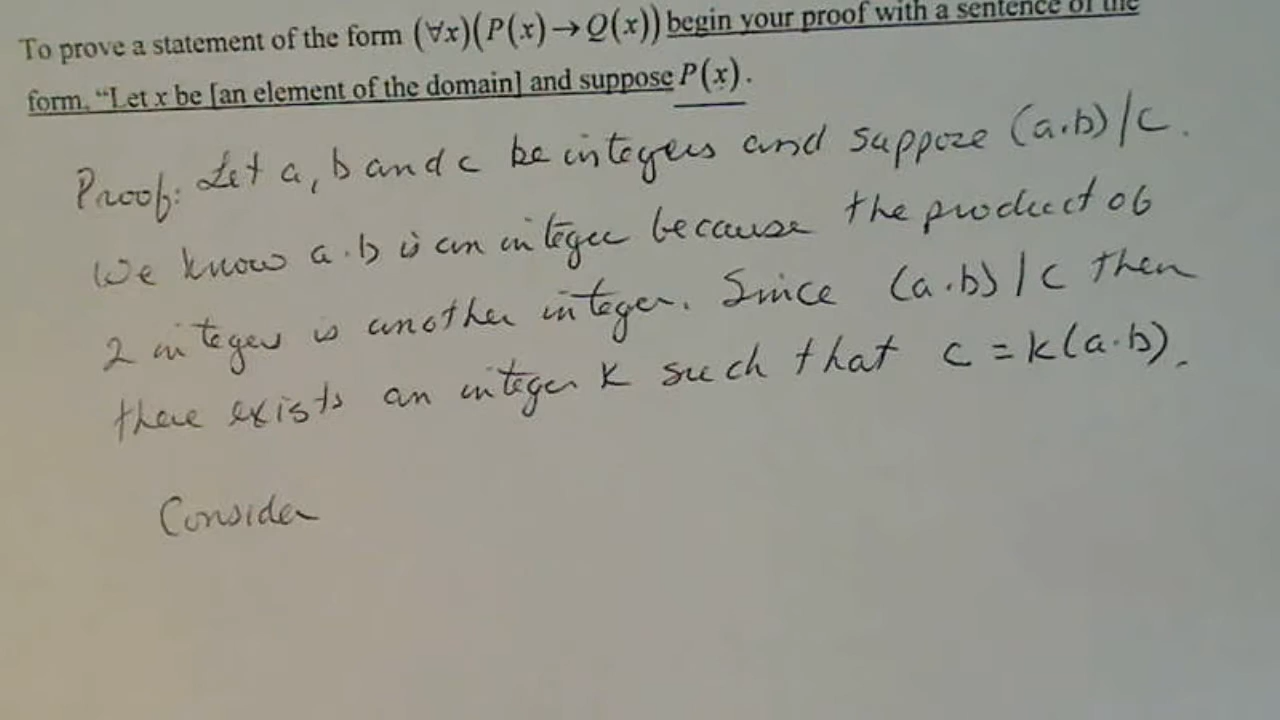 To prove a statement of the form (∀x)(P(x)→Q(x)) begin your proof with a sentence of the
form, “Let x be [an element of the domain] and suppose P(x).
Proof: Let a, b and c be integers and suppoze (a.b)/c.
We know a.b is an integer because the product of
2 integers is another integer. Since (a.b)/c then
there exists an integer K such that c = k(a.b).
Consider